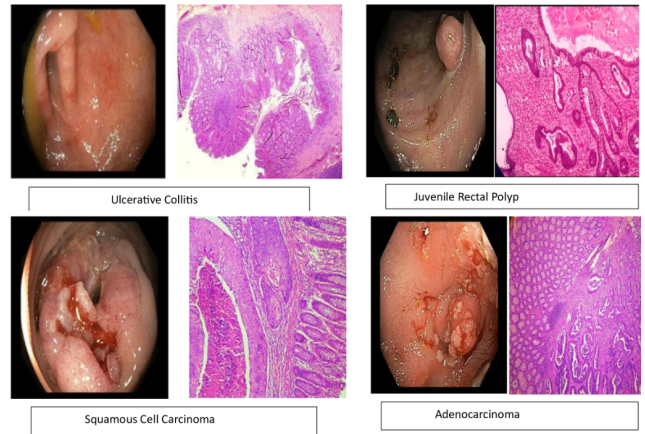 Ulcerative Collitis
Juvenile Rectal Polyp
Squamous Cell Carcinoma
Adenocarcinoma